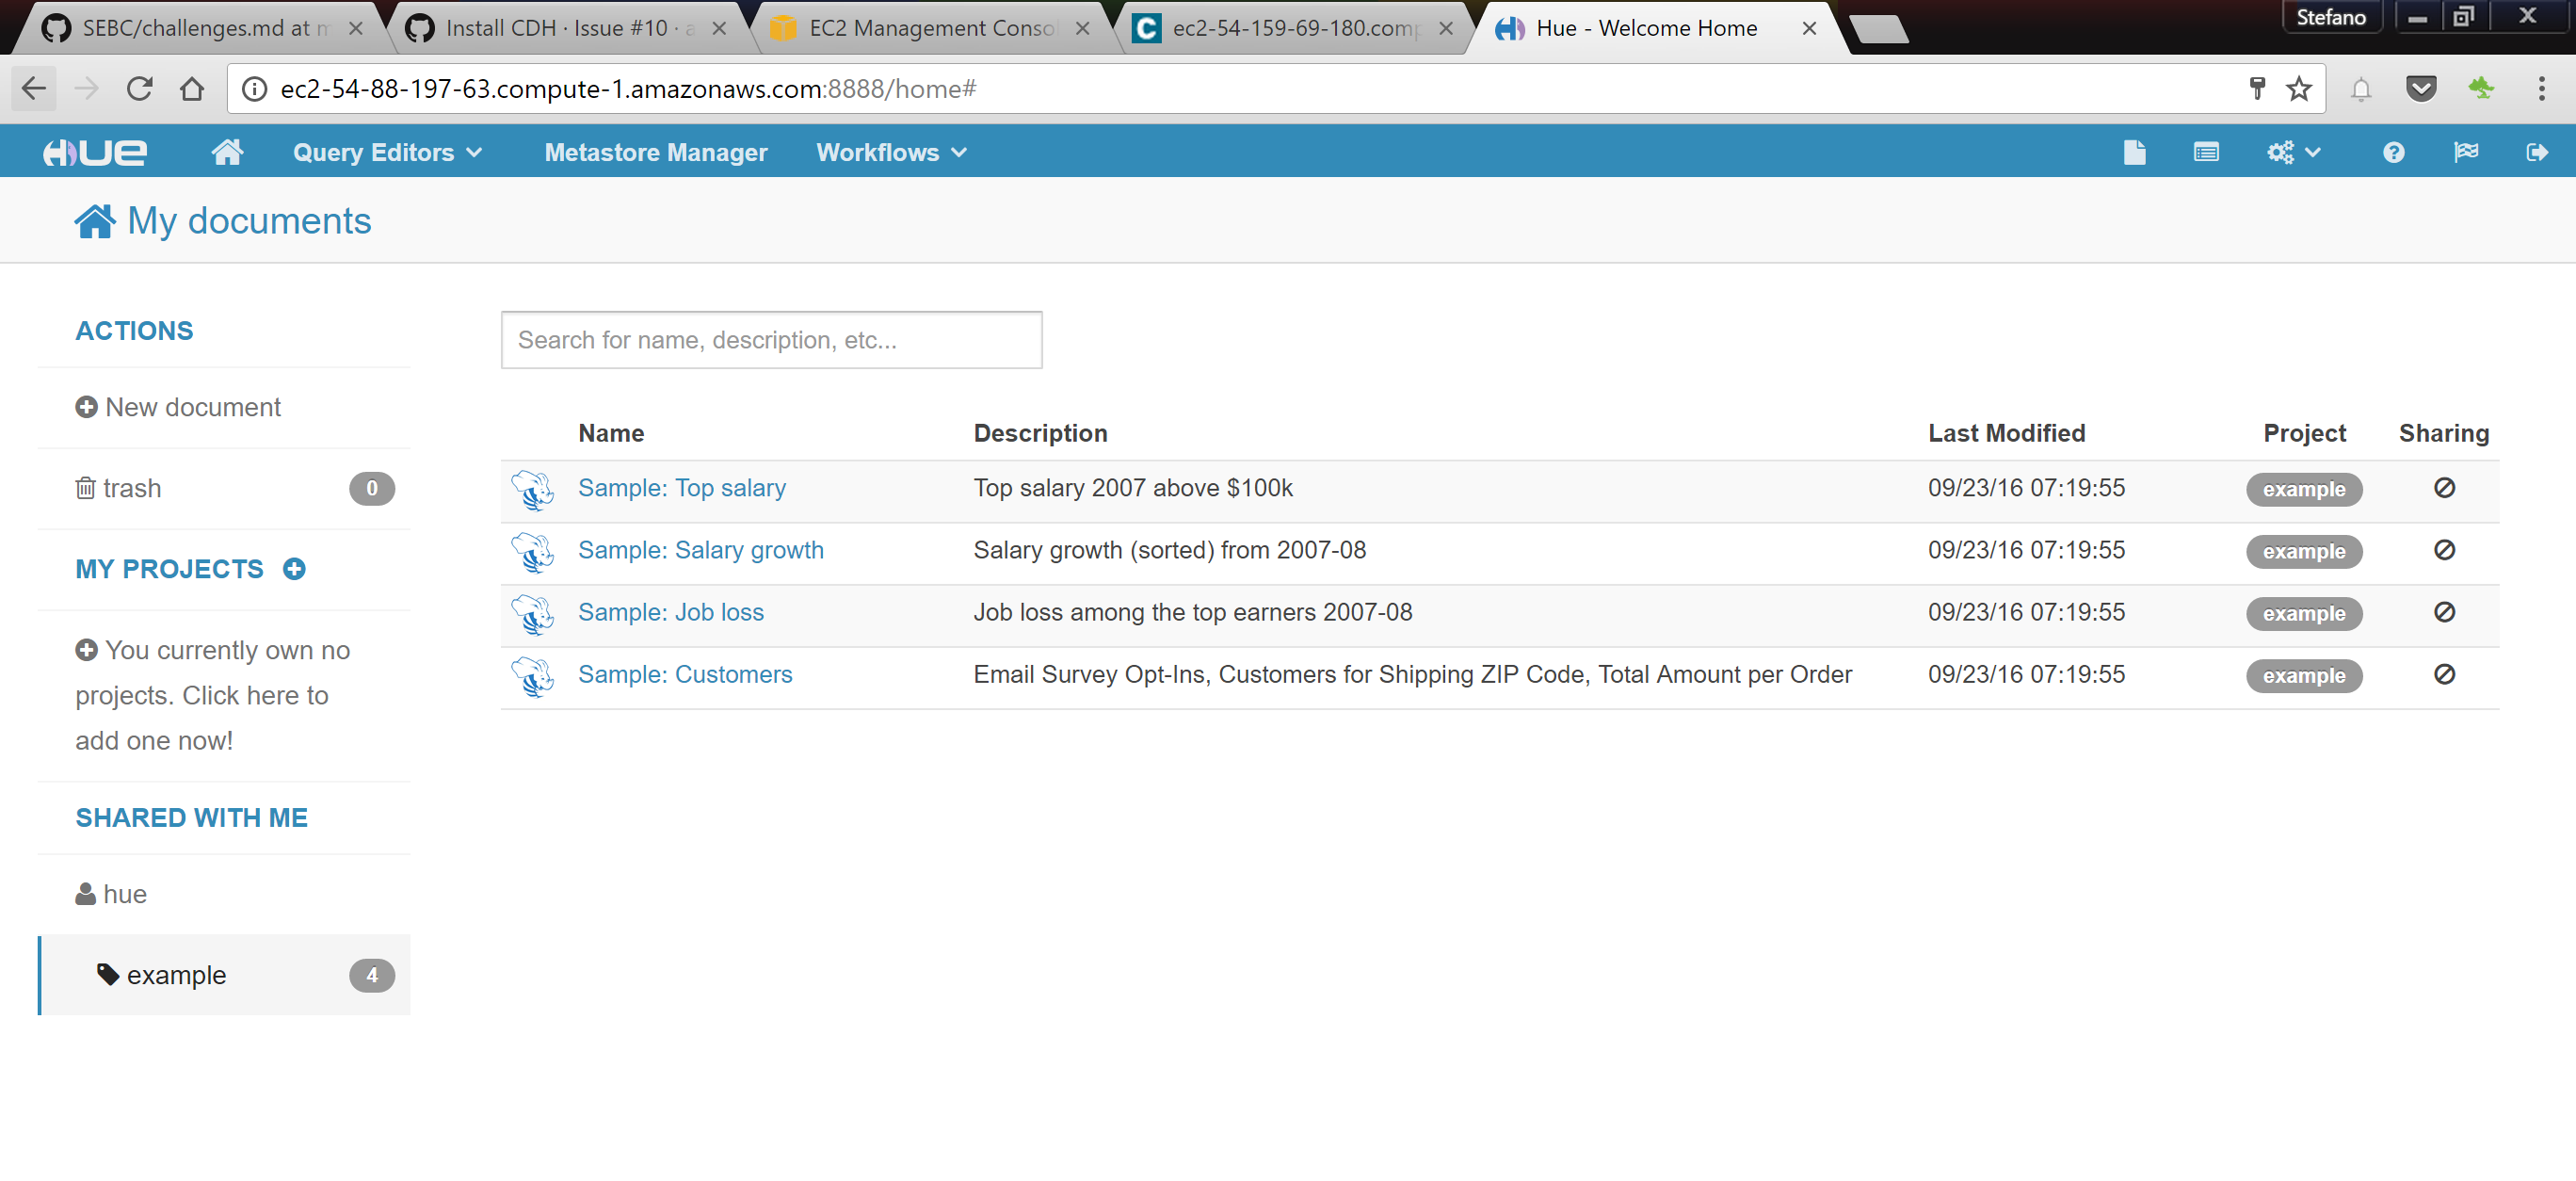 SEBC/challenges.md at m
Install CDH · Issue #10 · a
EC2 Management Conso
ec2-54-159-69-180.comp
Hue - Welcome Home
Stefano
ec2-54-88-197-63.compute-1.amazonaws.com:8888/home#
HUE
Query Editors
Metastore Manager
Workflows
My documents
ACTIONS
New document
trash 0
MY PROJECTS
You currently own no
projects. Click here to
add one now!
SHARED WITH ME
hue
example 4
Search for name, description, etc...
Name Description Last Modified Project Sharing
Sample: Top salary Top salary 2007 above $100k 09/23/16 07:19:55 example
Sample: Salary growth Salary growth (sorted) from 2007-08 09/23/16 07:19:55 example
Sample: Job loss Job loss among the top earners 2007-08 09/23/16 07:19:55 example
Sample: Customers Email Survey Opt-Ins, Customers for Shipping ZIP Code, Total Amount per Order 09/23/16 07:19:55 example